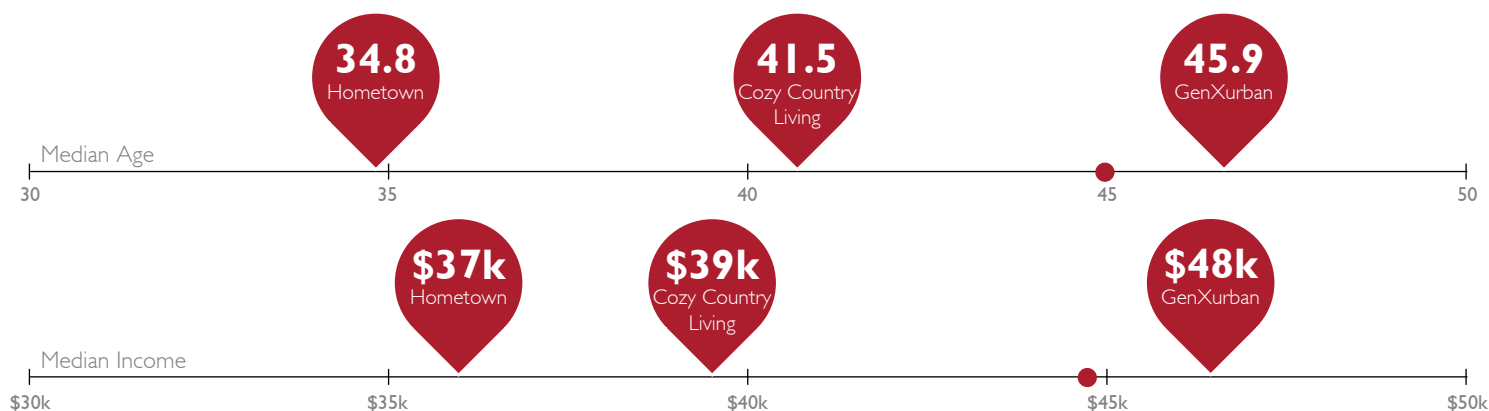 34.8
Hometown
41.5
Cozy Country
Living
45.9
GenXurban
Median Age
30
35
40
45
50
$37k
Hometown
$39k
Cozy Country
Living
$48k
GenXurban
Median Income
$30k
$35k
$40k
$45k
$50k